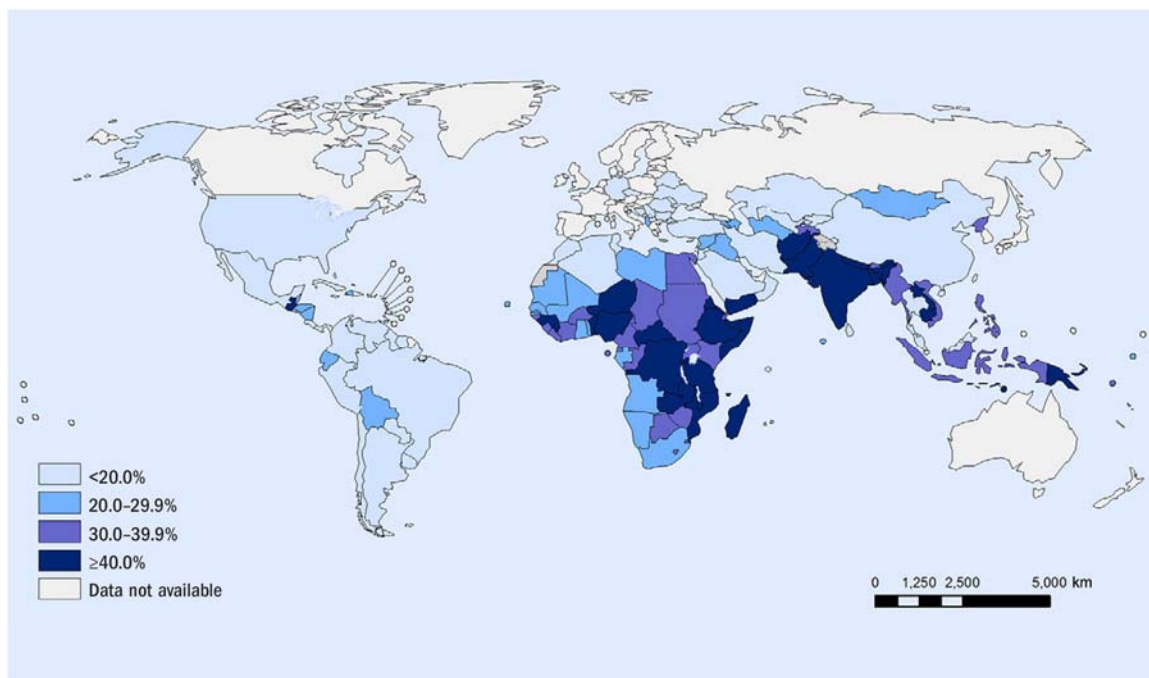 <20.0%
20.0–29.9%
30.0–39.9%
≥40.0%
Data not available
0 1,250 2,500 5,000 km